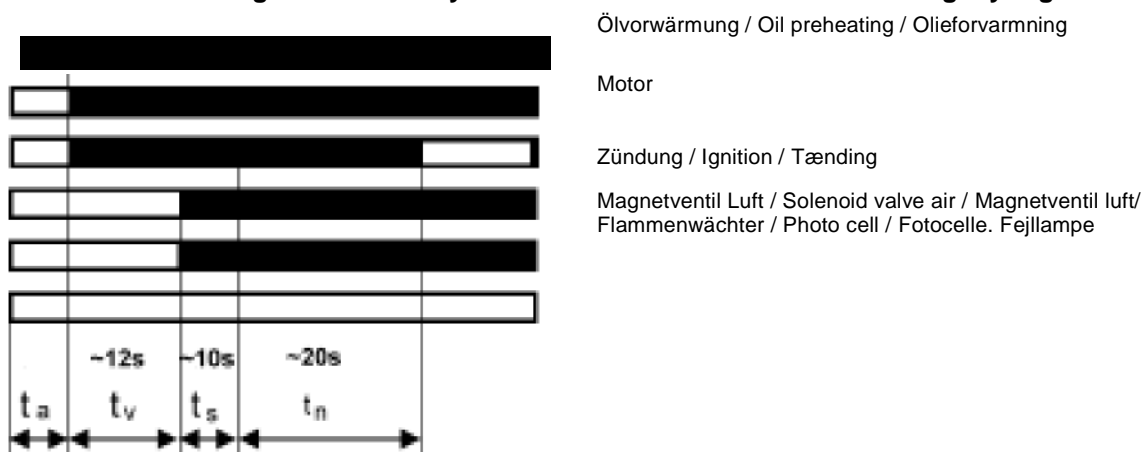 Ölvorwärmung / Oil preheating / Olieforvarmning
Motor
Zündung / Ignition / Tænding
Magnetventil Luft / Solenoid valve air / Magnetventil luft/
Flammenwächter / Photo cell / Fotocelle. Fejllampe
~12s ~10s ~20s
ta tv ts tn